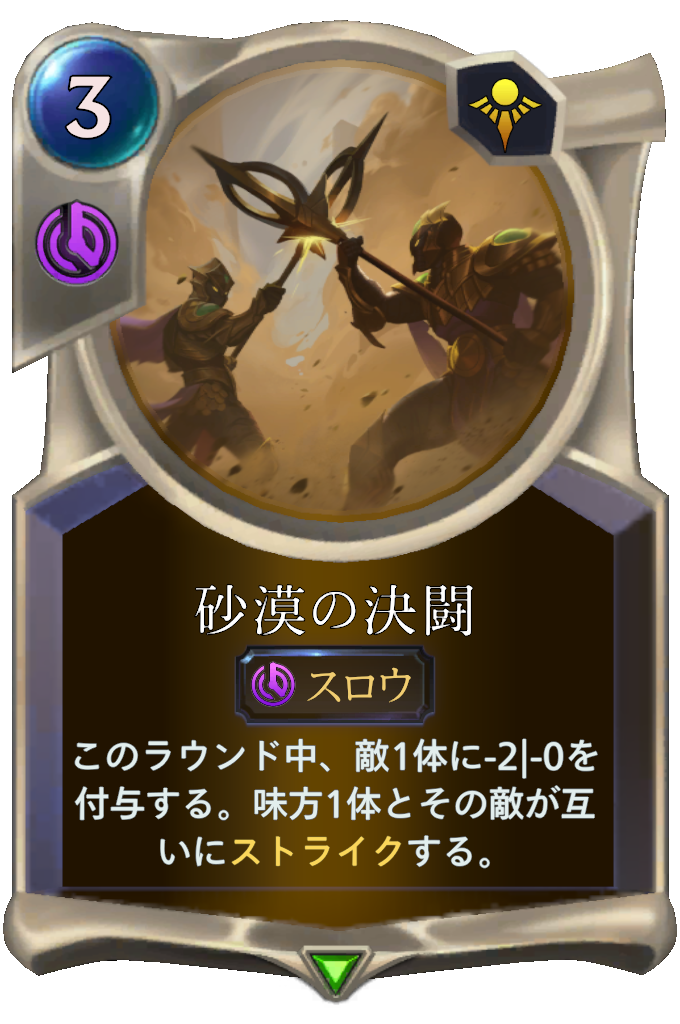 3
砂漠の決闘
スロウ
このラウンド中、敵1体に-2|-0を
付与する。味方1体とその敵が互
いにストライクする。